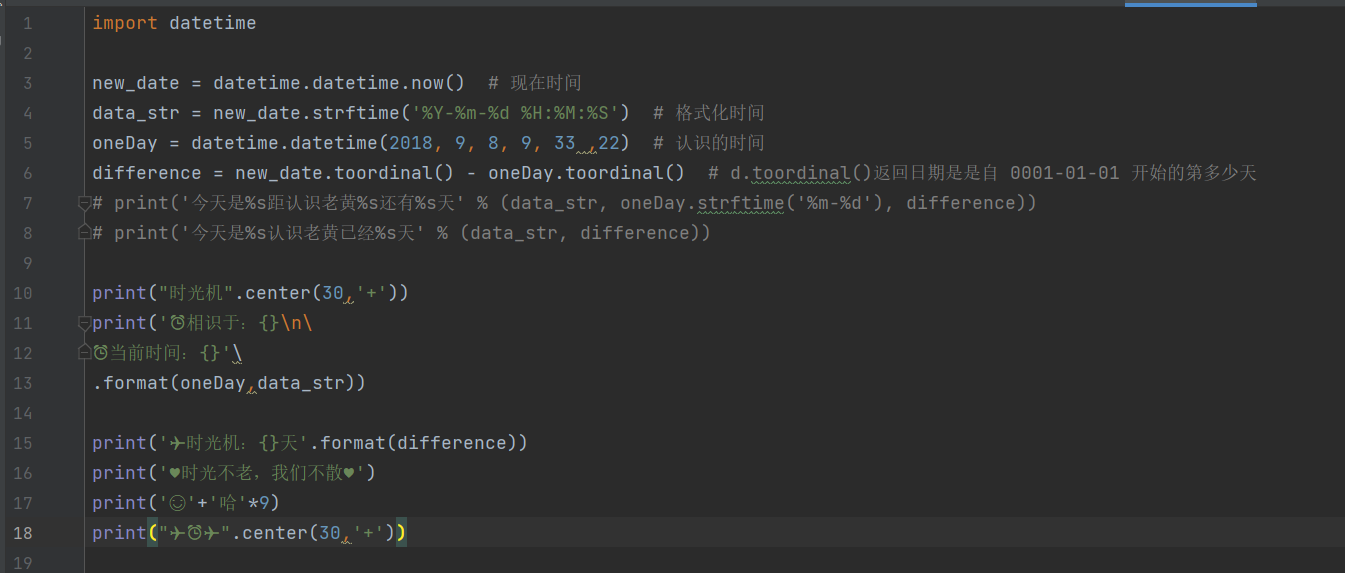 1 import datetime
2
3 new_date = datetime.datetime.now()  # 现在时间
4 data_str = new_date.strftime('%Y-%m-%d %H:%M:%S')  # 格式化时间
5 oneDay = datetime.datetime(2018, 9, 8, 9, 33 ,22)  # 认识的时间
6 difference = new_date.toordinal() - oneDay.toordinal()  # d.toordinal()返回日期是是自 0001-01-01 开始的第多少天
7 # print('今天是%s距认识老黄%s还有%s天' % (data_str, oneDay.strftime('%m-%d'), difference))
8 # print('今天是%s认识老黄已经%s天' % (data_str, difference))
9
10 print("时光机".center(30,'+'))
11 print('⏰相识于：{}\n\
12 ⏰当前时间：{}'\
13 .format(oneDay,data_str))
14
15 print('✈时光机：{}天'.format(difference))
16 print('♥时光不老，我们不散♥')
17 print('😊'+'哈'*9)
18 print("✈⏰✈".center(30,'+'))
19